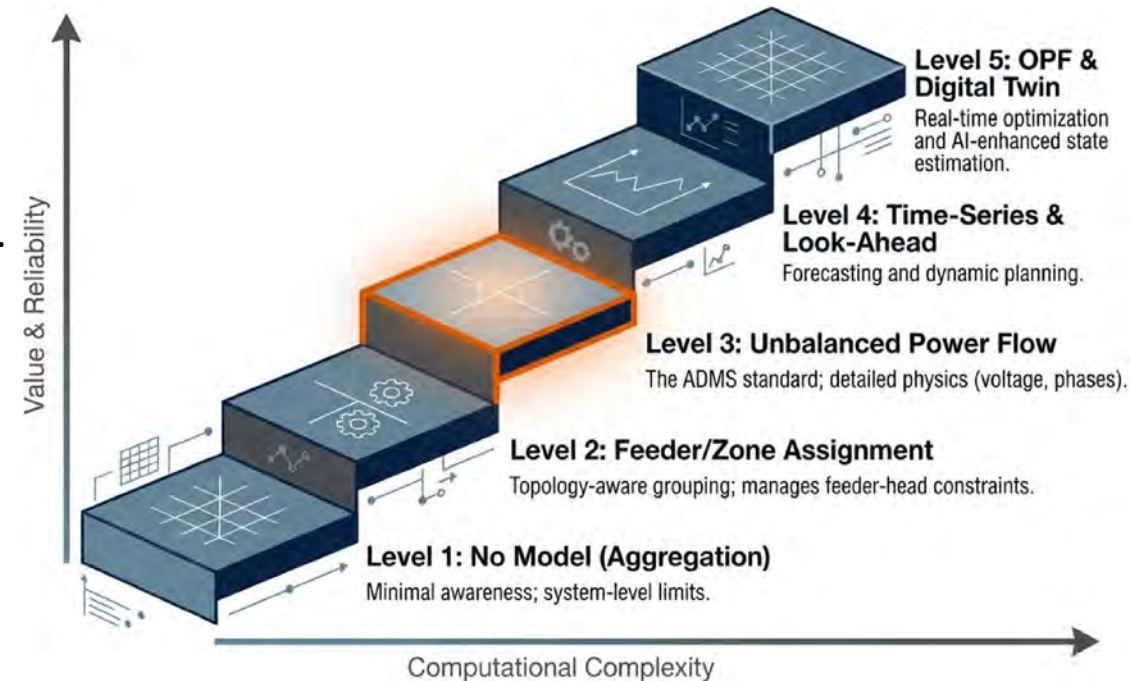 Level 5: OPF &
Digital Twin
Real-time optimization
and AI-enhanced state
estimation.
Level 4: Time-Series &
Look-Ahead
Forecasting and dynamic planning.
Level 3: Unbalanced Power Flow
The ADMS standard; detailed physics (voltage, phases).
Level 2: Feeder/Zone Assignment
Topology-aware grouping; manages feeder-head constraints.
Level 1: No Model (Aggregation)
Minimal awareness; system-level limits.
Value & Reliability
Computational Complexity